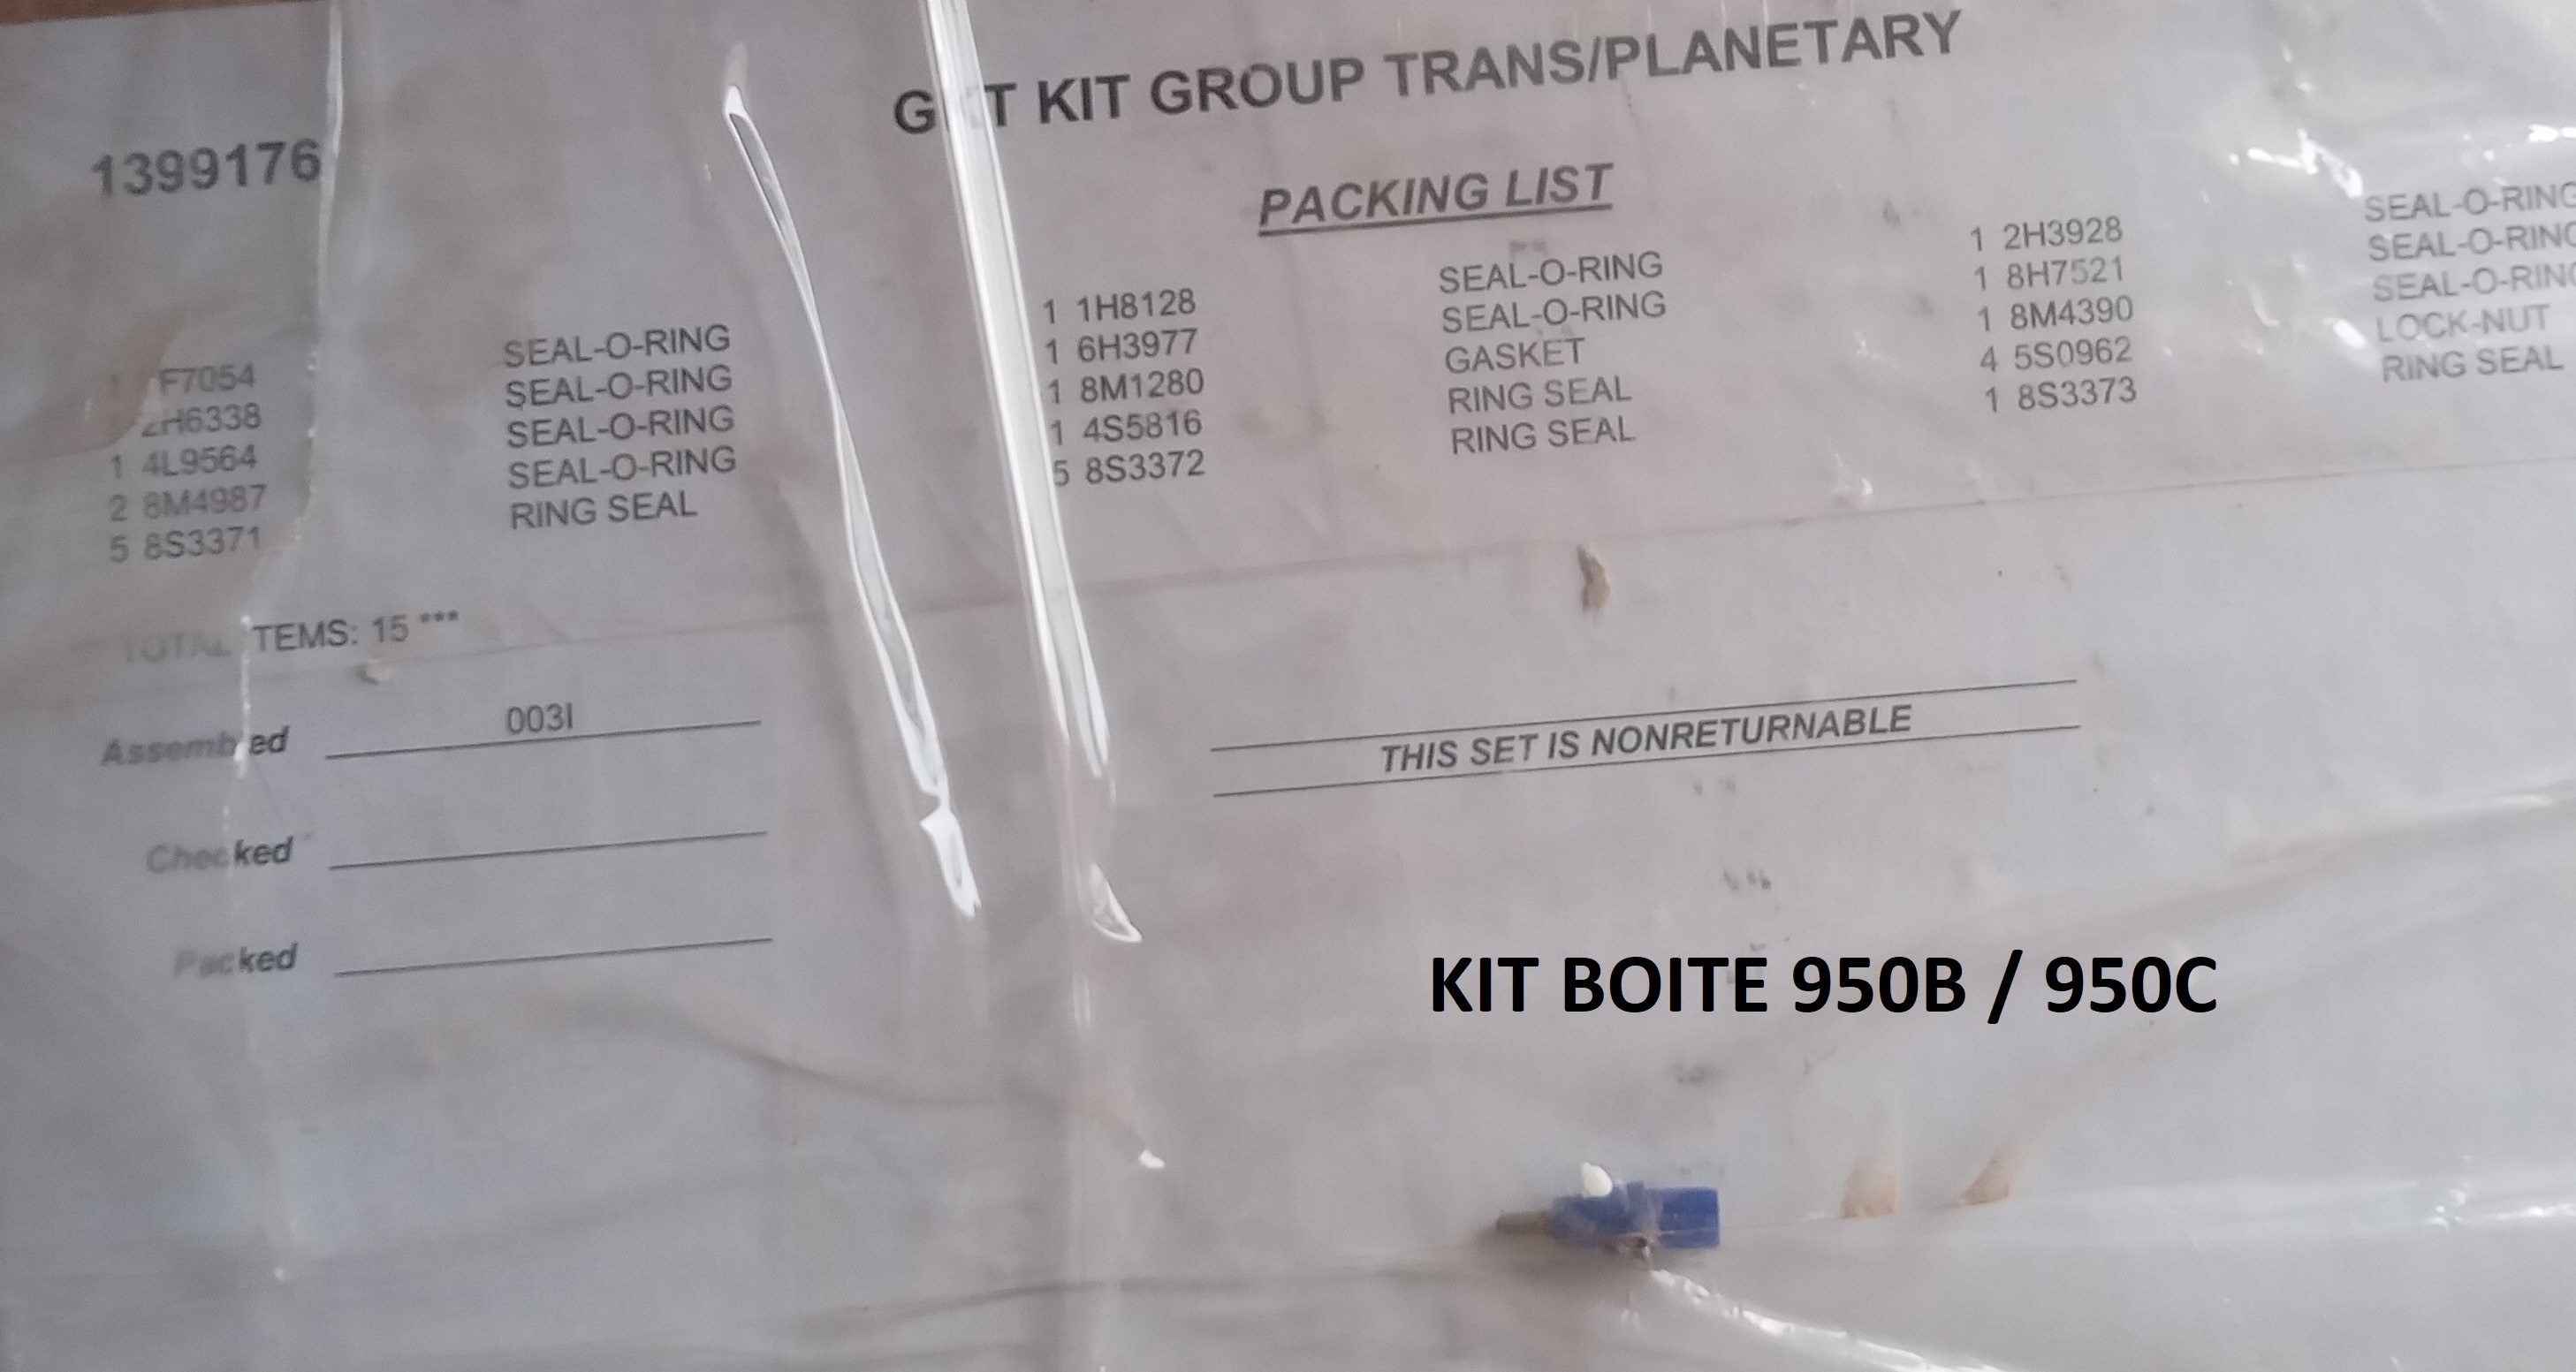 KIT GROUP TRANS/PLANETARY
1399176
PACKING LIST
SEAL-O-RING
2H6338 SEAL-O-RING
1 4L9564 SEAL-O-RING
2 8M4987 SEAL-O-RING
5 8S3371 RING SEAL
1 1H8128 SEAL-O-RING
1 6H3977 SEAL-O-RING
1 8M1280 GASKET
1 4S5816 RING SEAL
5 8S3372 RING SEAL
1 2H3928 SEAL-O-RING
1 8H7521 SEAL-O-RING
1 8M4390 SEAL-O-RING
4 5S0962 LOCK-NUT
1 8S3373 RING SEAL
TOTAL TEMS: 15 ***
Assembled 003I
Checked
Packed
THIS SET IS NONRETURNABLE
KIT BOITE 950B / 950C